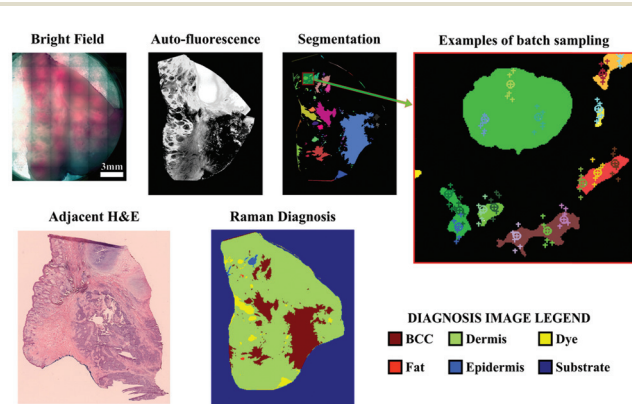 Bright Field
Auto-fluorescence
Segmentation
Examples of batch sampling
3mm
Adjacent H&E
Raman Diagnosis
DIAGNOSIS IMAGE LEGEND
BCC
Dermis
Dye
Fat
Epidermis
Substrate